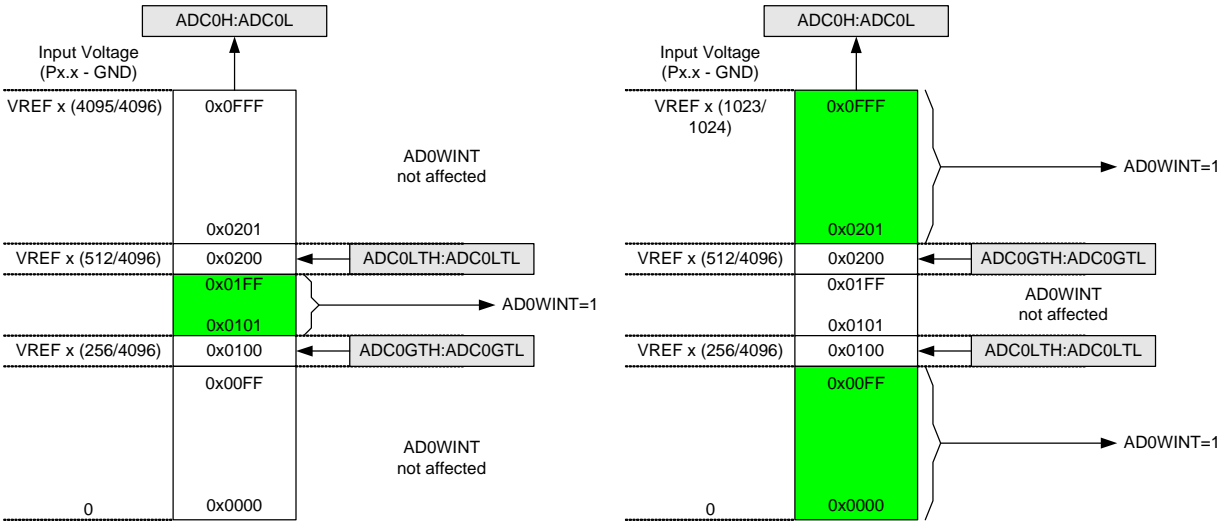 ADC0H:ADC0L
Input Voltage
(Px.x - GND)
VREF x (4095/4096)
0x0FFF
AD0WINT
not affected
0x0201
VREF x (512/4096)
0x0200
ADC0LTH:ADC0LTL
0x01FF
AD0WINT=1
0x0101
VREF x (256/4096)
0x0100
ADC0GTH:ADC0GTL
0x00FF
AD0WINT
not affected
0
0x0000
ADC0H:ADC0L
Input Voltage
(Px.x - GND)
VREF x (1023/
1024)
0x0FFF
AD0WINT=1
0x0201
VREF x (512/4096)
0x0200
ADC0GTH:ADC0GTL
0x01FF
AD0WINT
not affected
0x0101
VREF x (256/4096)
0x0100
ADC0LTH:ADC0LTL
0x00FF
AD0WINT=1
0
0x0000